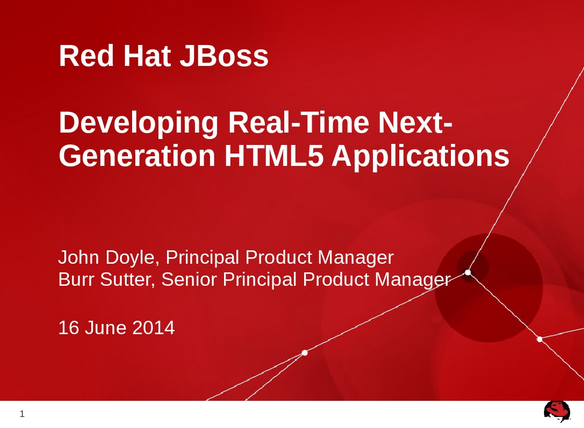 Red Hat JBoss
Developing Real-Time Next-
Generation HTML5 Applications
John Doyle, Principal Product Manager
Burr Sutter, Senior Principal Product Manager
16 June 2014
1